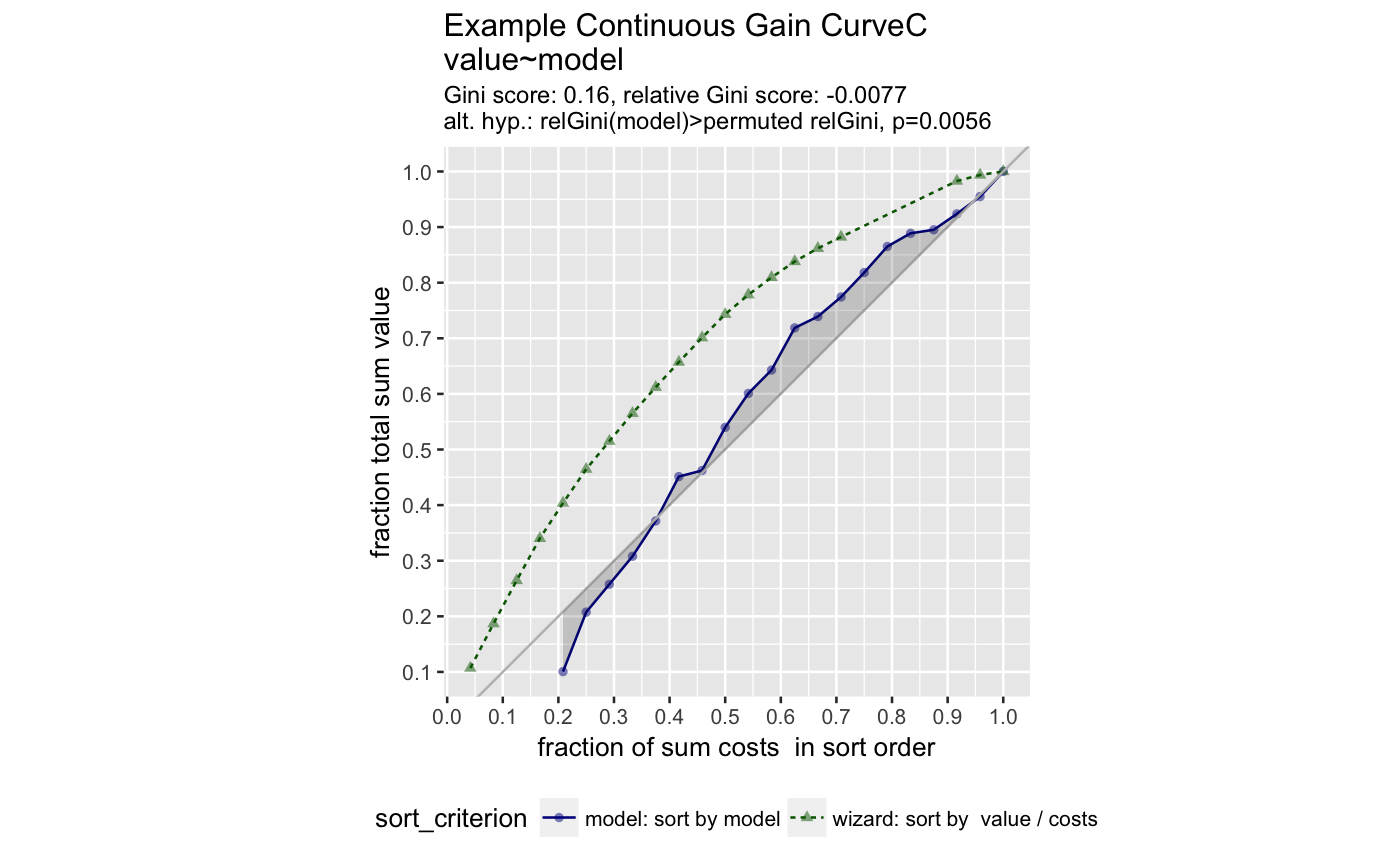 Example Continuous Gain CurveC
value~model
Gini score: 0.16, relative Gini score: -0.0077
alt. hyp.: relGini(model)>permuted relGini, p=0.0056
1.0
0.9
0.8
0.7
0.6
0.5
0.4
0.3
0.2
0.1
fraction total sum value
0.0 0.1 0.2 0.3 0.4 0.5 0.6 0.7 0.8 0.9 1.0
fraction of sum costs  in sort order
sort_criterion model: sort by model wizard: sort by  value / costs